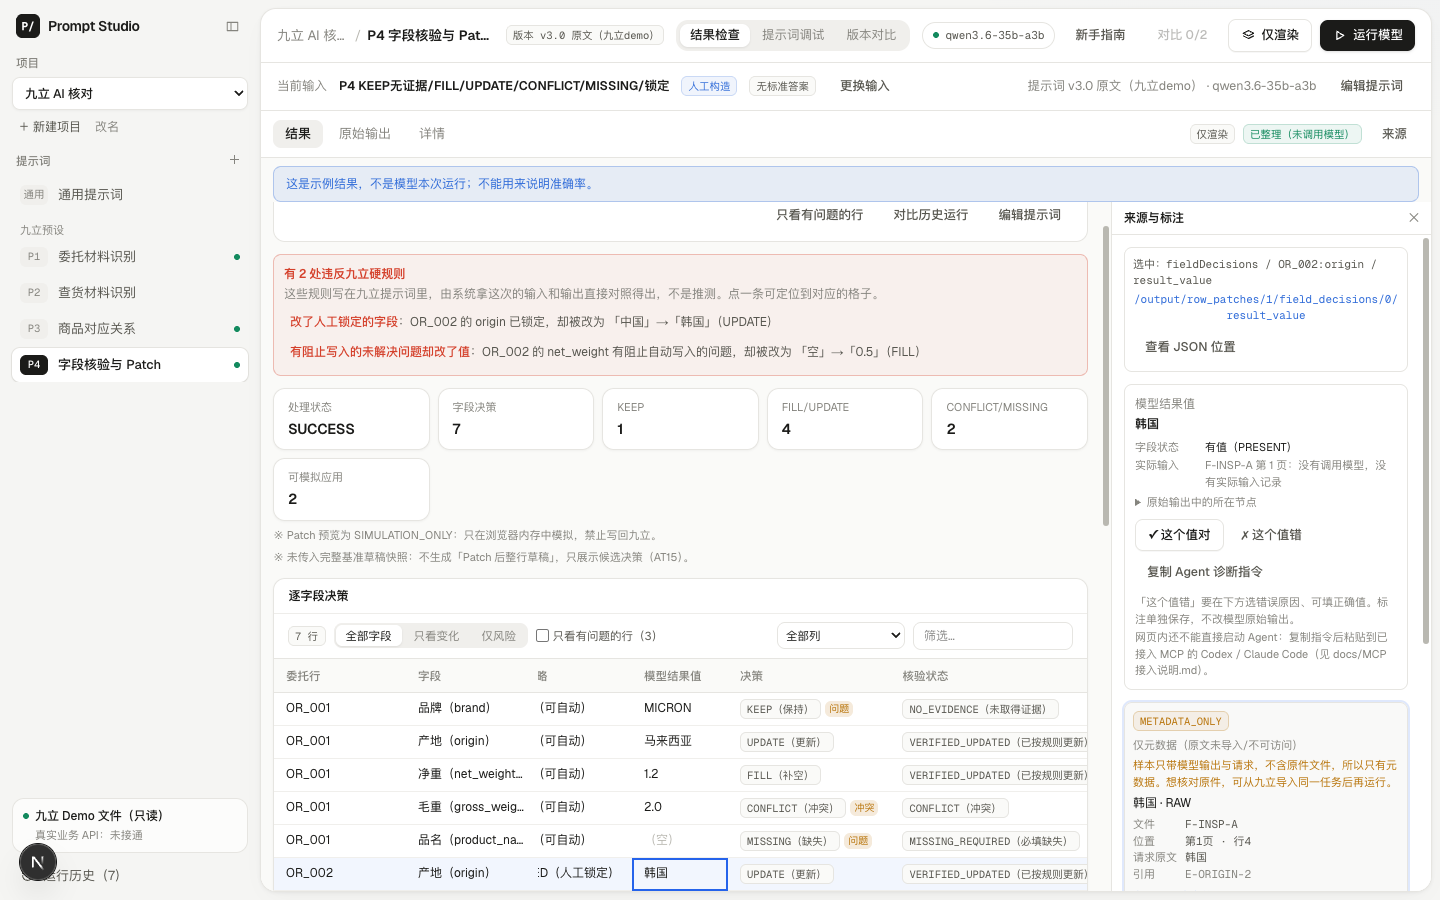 P/ Prompt Studio
项目
九立 AI 核对
+ 新建项目 改名
提示词 +
通用 通用提示词
九立预设
P1 委托材料识别
P2 查货材料识别
P3 商品对应关系
P4 字段核验与 Patch
九立 Demo 文件（只读）
真实业务 API：未接通
N
运行历史（7）
九立 AI 核... / P4 字段核验与 Patc... 版本 v3.0 原文（九立demo） 结果检查 提示词调试 版本对比 qwen3.6-35b-a3b 新手指南 对比 0/2 仅渲染 运行模型
当前输入 P4 KEEP无证据/FILL/UPDATE/CONFLICT/MISSING/锁定 人工构造 无标准答案 更换输入 提示词 v3.0 原文（九立demo） · qwen3.6-35b-a3b 编辑提示词
结果 原始输出 详情 仅渲染 已整理（未调用模型） 来源
这是示例结果，不是模型本次运行；不能用来说明准确率。
只看有问题的行 对比历史运行 编辑提示词
有 2 处违反九立硬规则
这些规则写在九立提示词里，由系统拿这次的输入和输出直接对照得出，不是推测。点一条可定位到对应的格子。
改了人工锁定的字段：OR_002 的 origin 已锁定，却被改为 「中国」→「韩国」（UPDATE）
有阻止写入的未解决问题却改了值：OR_002 的 net_weight 有阻止自动写入的问题，却被改为 「空」→「0.5」（FILL）
处理状态 字段决策 KEEP FILL/UPDATE CONFLICT/MISSING
SUCCESS 7 1 4 2
可模拟应用
2
※ Patch 预览为 SIMULATION_ONLY：只在浏览器内存中模拟，禁止写回九立。
※ 未传入完整基准草稿快照：不生成「Patch 后整行草稿」，只展示候选决策（AT15）。
逐字段决策
7 行 全部字段 只看变化 仅风险 只看有问题的行（3） 全部列 筛选...
委托行 字段 略 模型结果值 决策 核验状态
OR_001 品牌（brand） （可自动） MICRON KEEP（保持） 问题 NO_EVIDENCE（未取得证据）
OR_001 产地（origin） （可自动） 马来西亚 UPDATE（更新） VERIFIED_UPDATED（已按规则更新）
OR_001 净重（net_weight... （可自动） 1.2 FILL（补空） VERIFIED_UPDATED（已按规则更新）
OR_001 毛重（gross_weig... （可自动） 2.0 CONFLICT（冲突） 冲突 CONFLICT（冲突）
OR_001 品名（product_na... （可自动） （空） MISSING（缺失） 问题 MISSING_REQUIRED（必填缺失）
OR_002 产地（origin） ED（人工锁定） 韩国 UPDATE（更新） VERIFIED_UPDATED（已按规则更新）
来源与标注
选中：fieldDecisions / OR_002:origin /
result_value
/output/row_patches/1/field_decisions/0/
result_value
查看 JSON 位置
模型结果值
韩国
字段状态 有值（PRESENT）
实际输入 F-INSP-A 第 1 页：没有调用模型，没
有实际输入记录
▶ 原始输出中的所在节点
✓ 这个值对 ✗ 这个值错
复制 Agent 诊断指令
「这个值错」要在下方选错误原因、可填正确值。标
注单独保存，不改模型原始输出。
网页内还不能直接启动 Agent：复制指令后粘贴到已
接入 MCP 的 Codex / Claude Code（见 docs/MCP
接入说明.md）。
METADATA_ONLY
仅元数据（原文未导入/不可访问）
样本只带模型输出与请求，不含原件文件，所以只有元
数据。想核对原件，可从九立导入同一任务后再运行。
韩国 · RAW
文件 F-INSP-A
位置 第1页 · 行4
请求原文 韩国
引用 E-ORIGIN-2